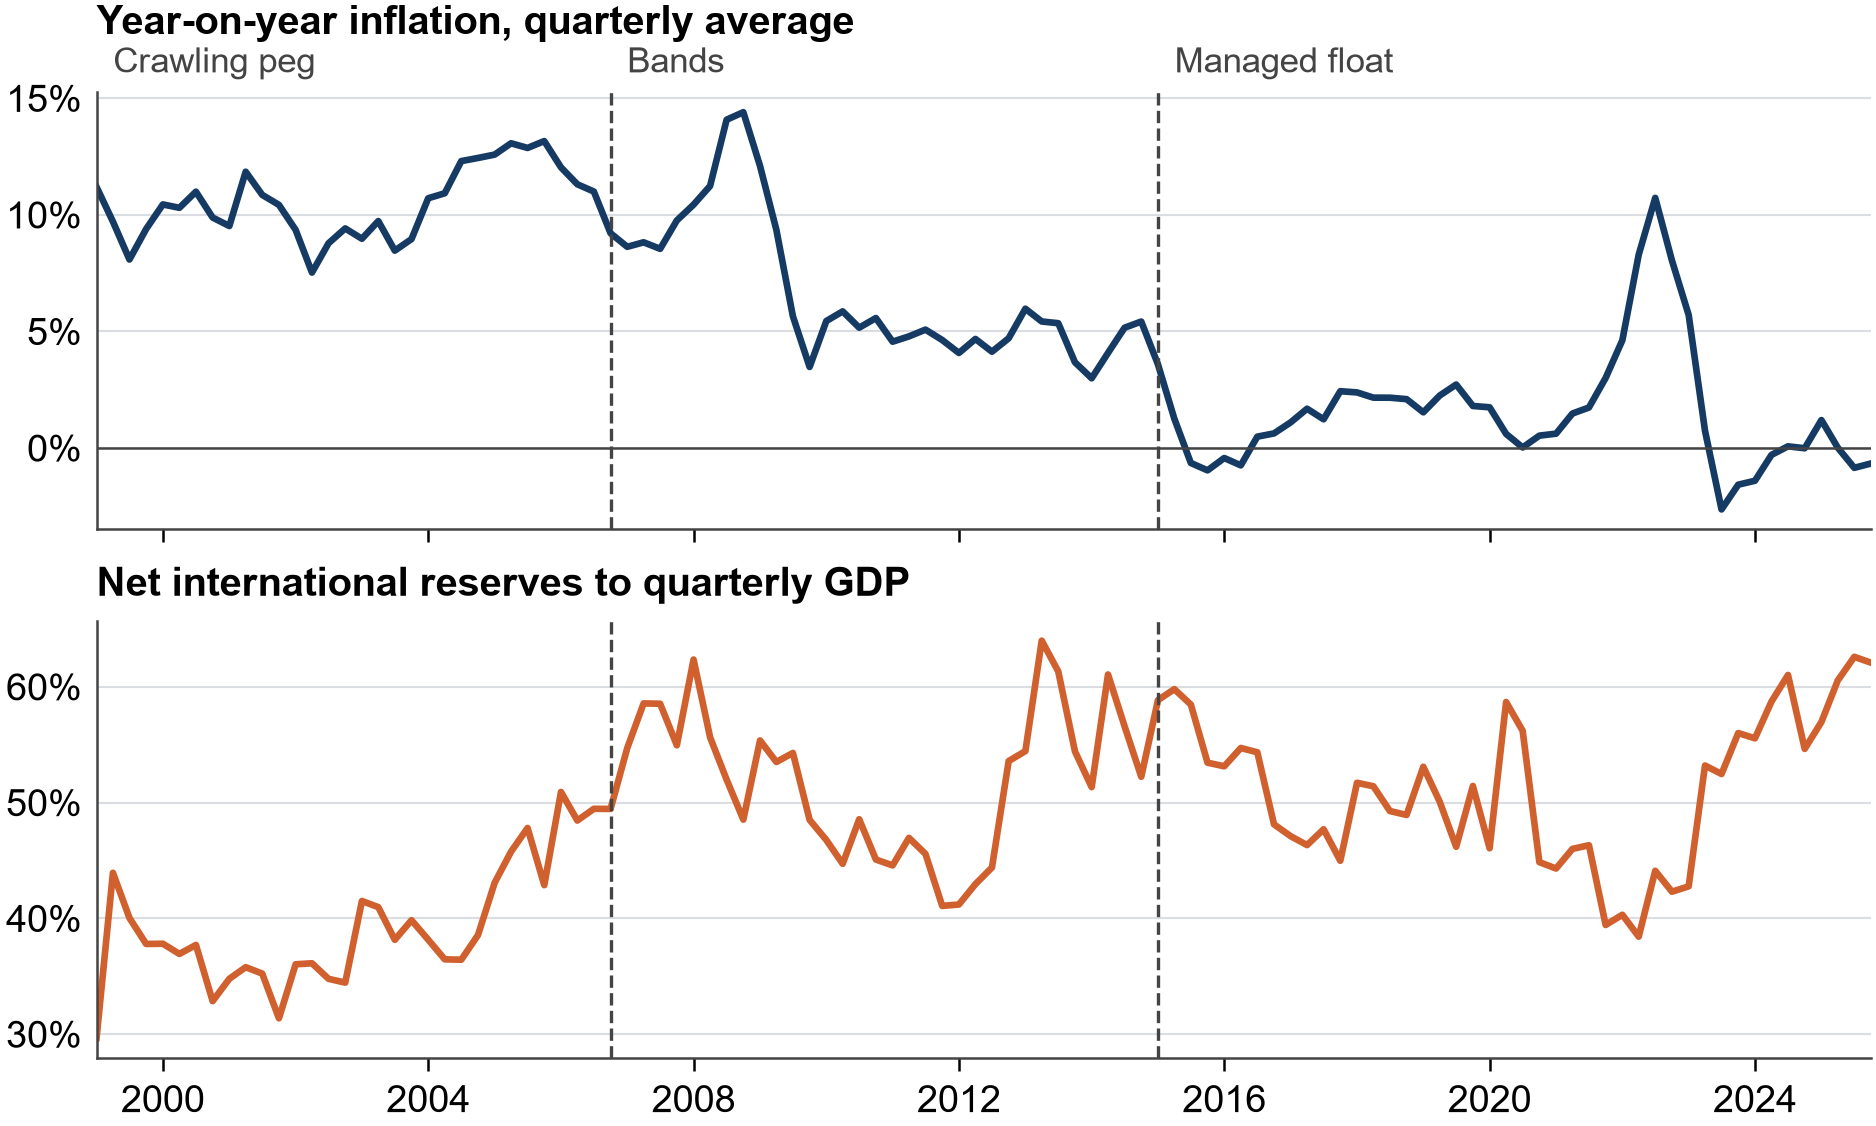 Year-on-year inflation, quarterly average
Crawling peg Bands Managed float
15%
10%
5%
0%
Net international reserves to quarterly GDP
60%
50%
40%
30%
2000 2004 2008 2012 2016 2020 2024